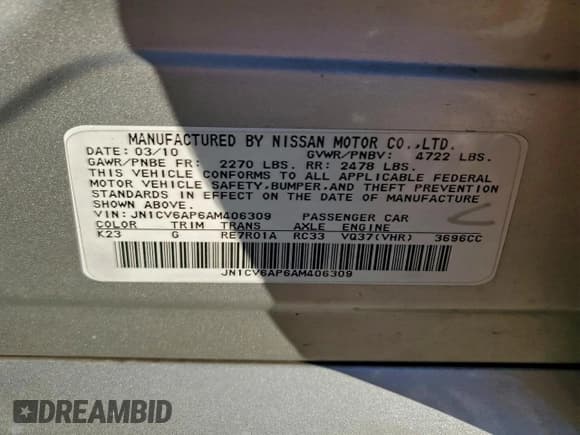 MANUFACTURED BY NISSAN MOTOR CO.,LTD.
DATE: 03/10 GVWR/PNBV: 4722 LBS.
GAWR/PNBE FR: 2270 LBS. RR: 2478 LBS.
THIS VEHICLE CONFORMS TO ALL APPLICABLE FEDERAL
MOTOR VEHICLE SAFETY,BUMPER,AND THEFT PREVENTION
STANDARDS IN EFFECT ON THE DATE OF MANUFACTURE
SHOWN ABOVE.
VIN: JN1CV6AP6AM406309 PASSENGER CAR
COLOR TRIM TRANS AXLE ENGINE
K23 G RE7R01A RC33 VQ37(VHR) 3696CC
JN1CV6AP6AM406309
DREAMBID